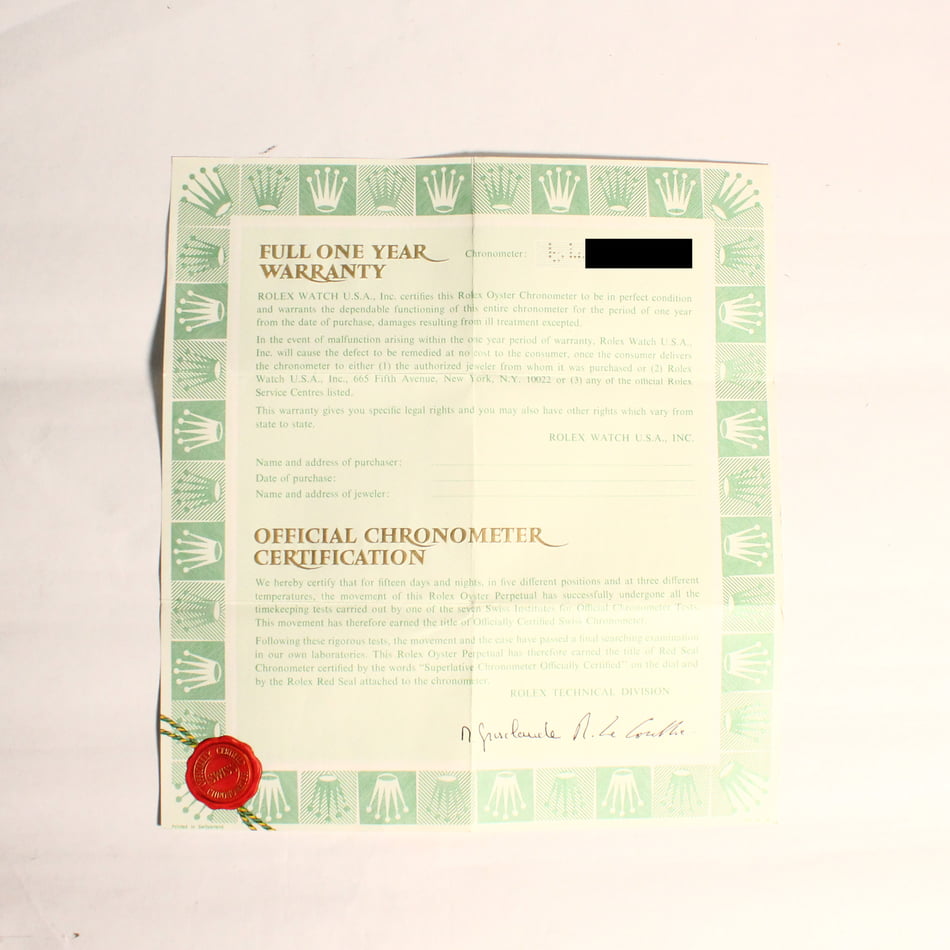 FULL ONE YEAR
WARRANTY
Chronometer:
ROLEX WATCH U.S.A., Inc. certifies this Rolex Oyster Chronometer to be in perfect condition
and warrants the dependable functioning of this entire chronometer for the period of one year
from the date of purchase, damages resulting from ill treatment excepted.
In the event of malfunction arising within the one year period of warranty, Rolex Watch U.S.A.,
Inc. will cause the defect to be remedied at no cost to the consumer, once the consumer delivers
the chronometer to either (1) the authorized jeweler from whom it was purchased or (2) Rolex
Watch U.S.A., Inc., 665 Fifth Avenue, New York, N.Y. 10022 or (3) any of the official Rolex
Service Centres listed.
This warranty gives you specific legal rights and you may also have other rights which vary from
state to state.
ROLEX WATCH U.S.A., INC.
Name and address of purchaser:
Date of purchase:
Name and address of jeweler:
OFFICIAL CHRONOMETER
CERTIFICATION
We hereby certify that for fifteen days and nights, in five different positions and at three different
temperatures, the movement of this Rolex Oyster Perpetual has successfully undergone all the
timekeeping tests carried out by one of the seven Swiss Institutes for Official Chronometer Tests.
This movement has therefore earned the title of Officially Certified Swiss Chronometer.
Following these rigorous tests, the movement and the case have passed a final searching examination
in our own laboratories. This Rolex Oyster Perpetual has therefore earned the title of Red Seal
Chronometer certified by the words “Superlative Chronometer Officially Certified” on the dial and
by the Rolex Red Seal attached to the chronometer.
ROLEX TECHNICAL DIVISION
OFFICIALLY CERTIFIED
SWISS
CHRONOMETER
Printed in Switzerland